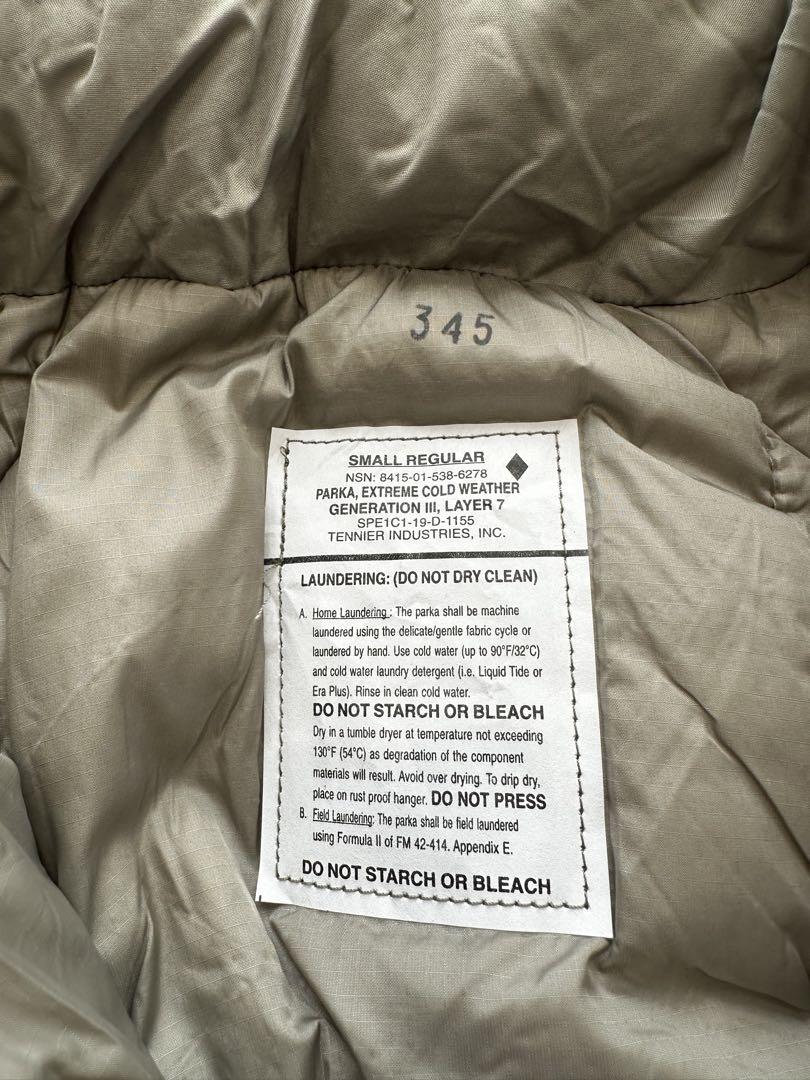 345
SMALL REGULAR
NSN: 8415-01-538-6278
PARKA, EXTREME COLD WEATHER
GENERATION III, LAYER 7
SPE1C1-19-D-1155
TENNIER INDUSTRIES, INC.
LAUNDERING: (DO NOT DRY CLEAN)
A. Home Laundering : The parka shall be machine
laundered using the delicate/gentle fabric cycle or
laundered by hand. Use cold water (up to 90°F/32°C)
and cold water laundry detergent (i.e. Liquid Tide or
Era Plus). Rinse in clean cold water.
DO NOT STARCH OR BLEACH
Dry in a tumble dryer at temperature not exceeding
130°F (54°C) as degradation of the component
materials will result. Avoid over drying. To drip dry,
place on rust proof hanger. DO NOT PRESS
B. Field Laundering: The parka shall be field laundered
using Formula II of FM 42-414. Appendix E.
DO NOT STARCH OR BLEACH